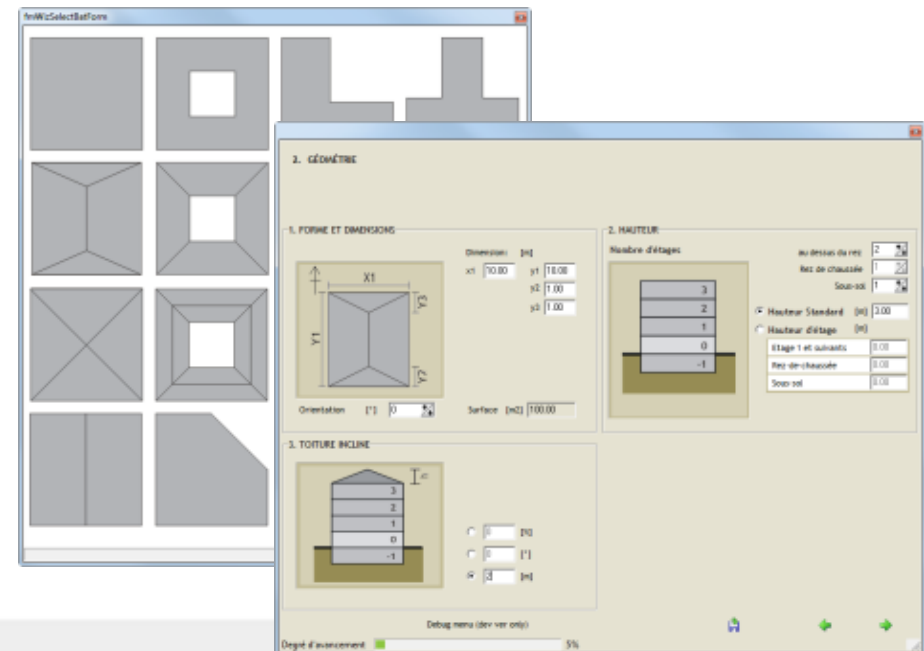 fmWizSelectBatForm
2. GÉOMÉTRIE
1. FORME ET DIMENSIONS
Dimension: [m]
x1 10.00 y1 10.00
y2 1.00
y3 1.00
X1
Y3
Y1
Y2
Orientation [°] 0 Surface [m2] 100.00
2. HAUTEUR
Nombre d'étages
au dessus du rez 2
Rez de chaussée 1
Sous-sol 1
3
2
1
0
-1
Hauteur Standard [m] 3.00
Hauteur d'étage [m]
Etage 1 et suivants 0.00
Rez-de-chaussée 0.00
Sous sol 0.00
3. TOITURE INCLINE
h
3
2
1
0
-1
0 [%]
0 [°]
2 [m]
Debug menu (dev ver only)
Degré d'avancement 5%